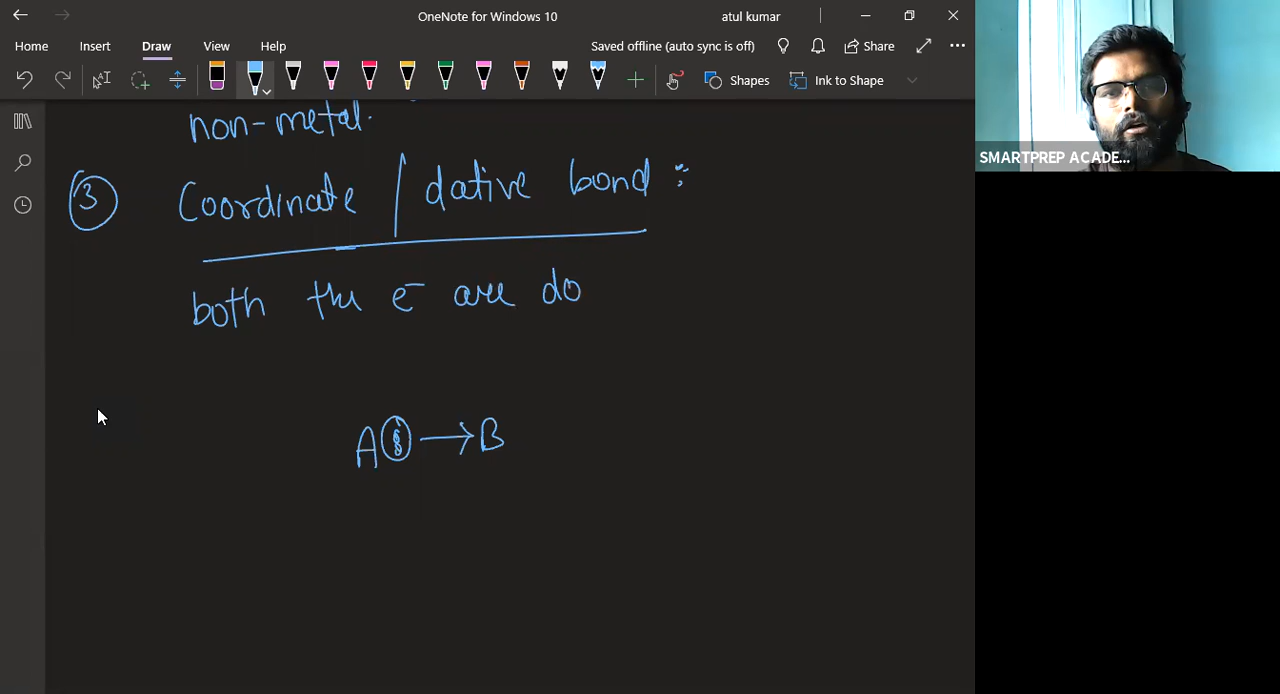 OneNote for Windows 10
atul kumar
Home Insert Draw View Help
Saved offline (auto sync is off)
Share
Shapes
Ink to Shape
non-metal.
SMARTPREP ACADE...
3 Coordinate / dative bond :
both the e⁻ are do
A → B